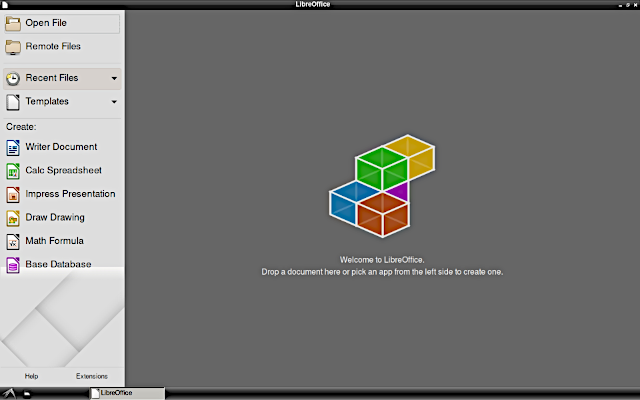 LibreOffice
Open File
Remote Files
Recent Files
Templates
Create:
Writer Document
Calc Spreadsheet
Impress Presentation
Draw Drawing
Math Formula
Base Database
Welcome to LibreOffice.
Drop a document here or pick an app from the left side to create one.
Help Extensions
LibreOffice